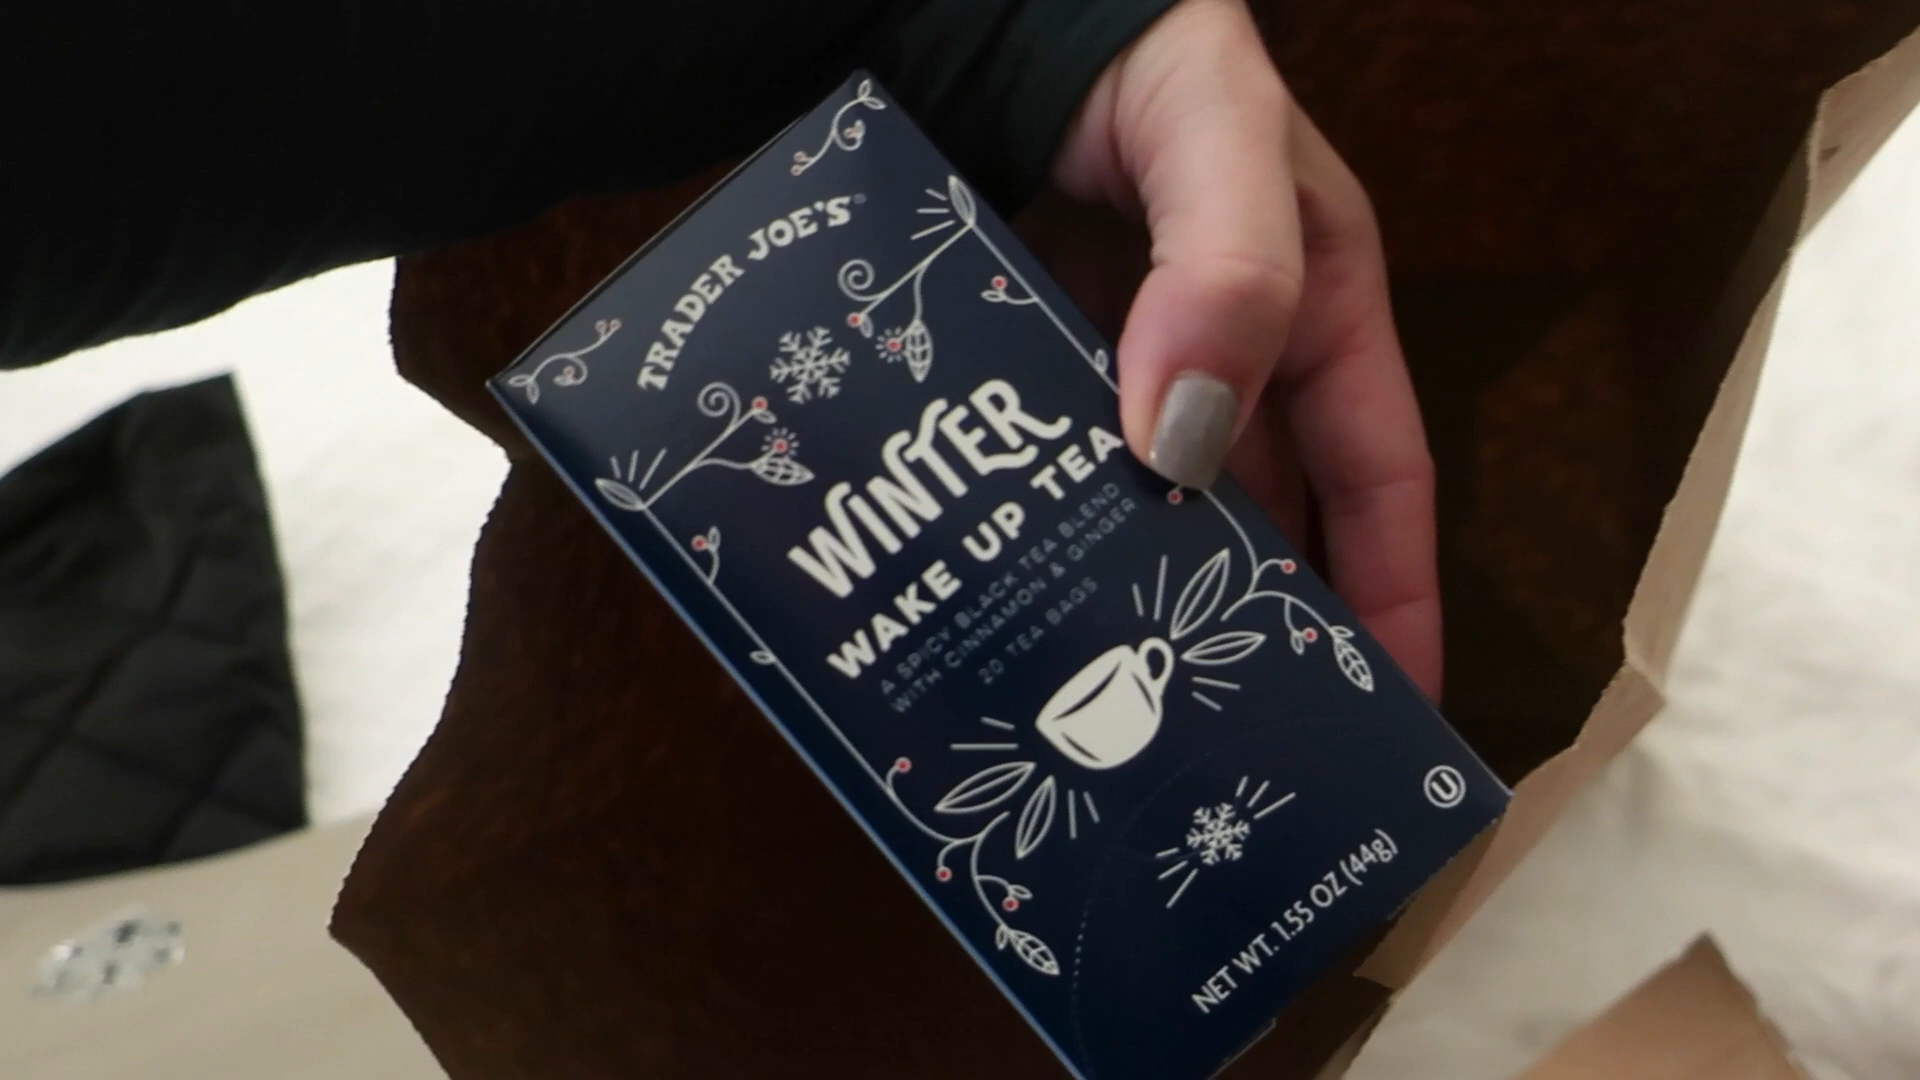 TRADER JOE'S
WINTER
WAKE UP TEA
A SPICY BLACK TEA BLEND
WITH CINNAMON & GINGER
20 TEA BAGS
U
NET WT. 1.55 OZ (44g)